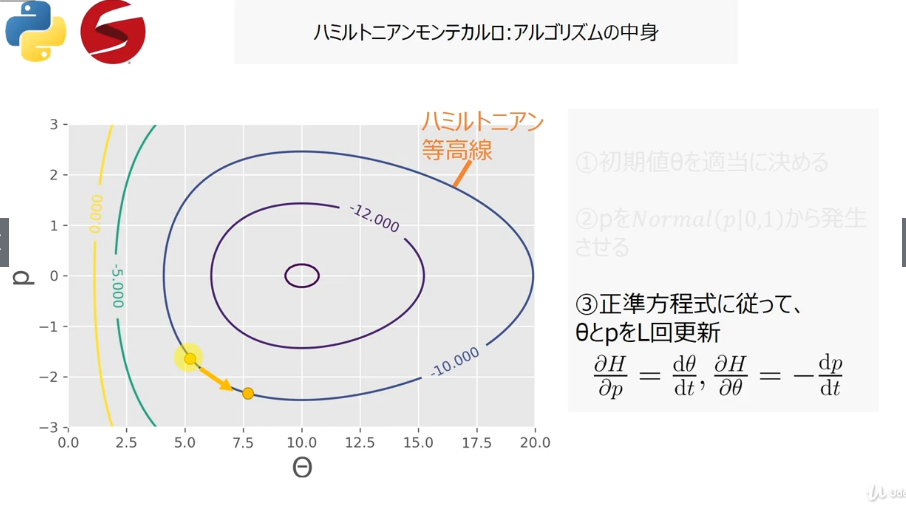 ハミルトニアンモンテカルロ:アルゴリズムの中身
ハミルトニアン
等高線
3
2
1
0
−1
−2
−3
p
0.000
-5.000
-12.000
-10.000
0.0 2.5 5.0 7.5 10.0 12.5 15.0 17.5 20.0
Θ
①初期値θを適当に決める
②pをNormal(p|0,1)から発生
させる
③正準方程式に従って、
θとpをL回更新
∂H/∂p = dθ/dt, ∂H/∂θ = −dp/dt